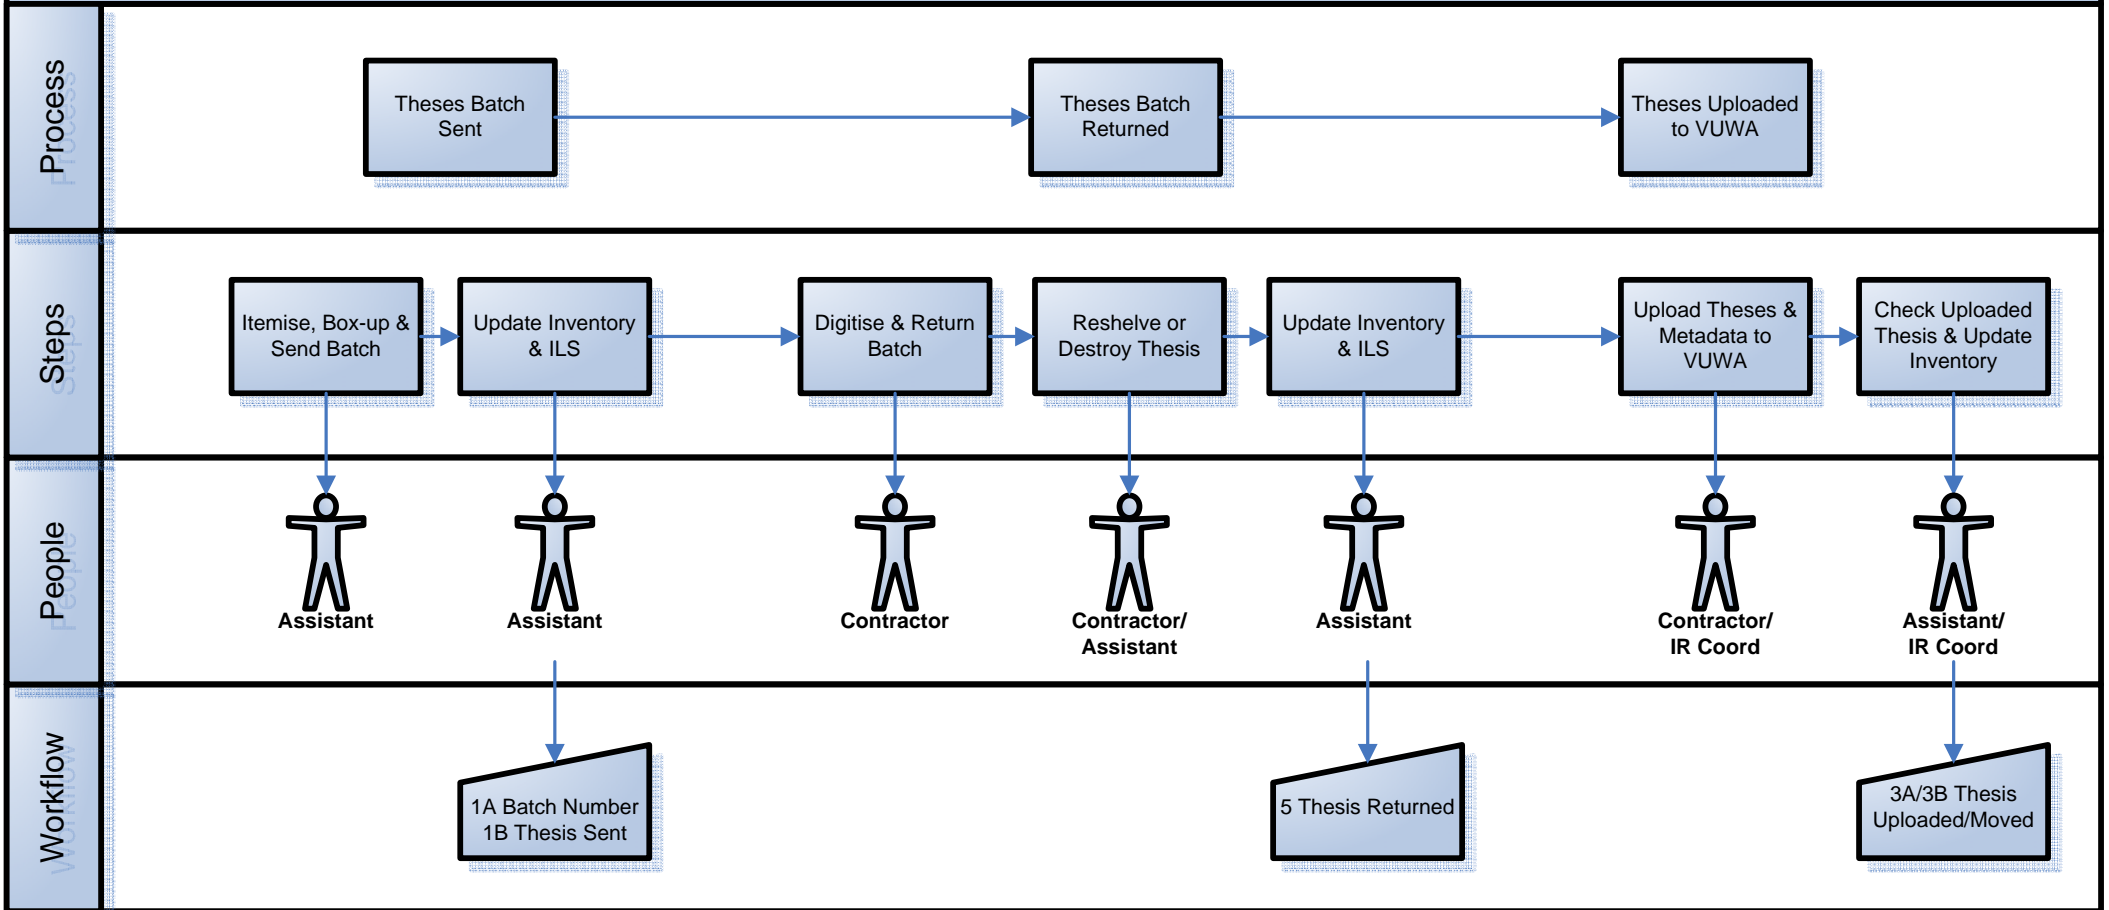 Process
Theses Batch
Sent
Theses Batch
Returned
Theses Uploaded
to VUWA
Steps
Itemise, Box-up &
Send Batch
Update Inventory
& ILS
Digitise & Return
Batch
Reshelve or
Destroy Thesis
Update Inventory
& ILS
Upload Theses &
Metadata to
VUWA
Check Uploaded
Thesis & Update
Inventory
People
Assistant
Assistant
Contractor
Contractor/
Assistant
Assistant
Contractor/
IR Coord
Assistant/
IR Coord
Workflow
1A Batch Number
1B Thesis Sent
5 Thesis Returned
3A/3B Thesis
Uploaded/Moved